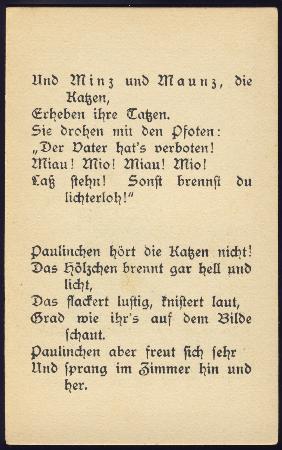 Und Minz und Maunz, die
Katzen,
Erheben ihre Tatzen.
Sie drohen mit den Pfoten:
„Der Vater hat's verboten!
Miau! Mio! Miau! Mio!
Laß stehn! Sonst brennst du
lichterloh!“
Paulinchen hört die Katzen nicht!
Das Hölzchen brennt gar hell und
licht,
Das flackert lustig, knistert laut,
Grad wie ihr's auf dem Bilde
schaut.
Paulinchen aber freut sich sehr
Und sprang im Zimmer hin und
her.